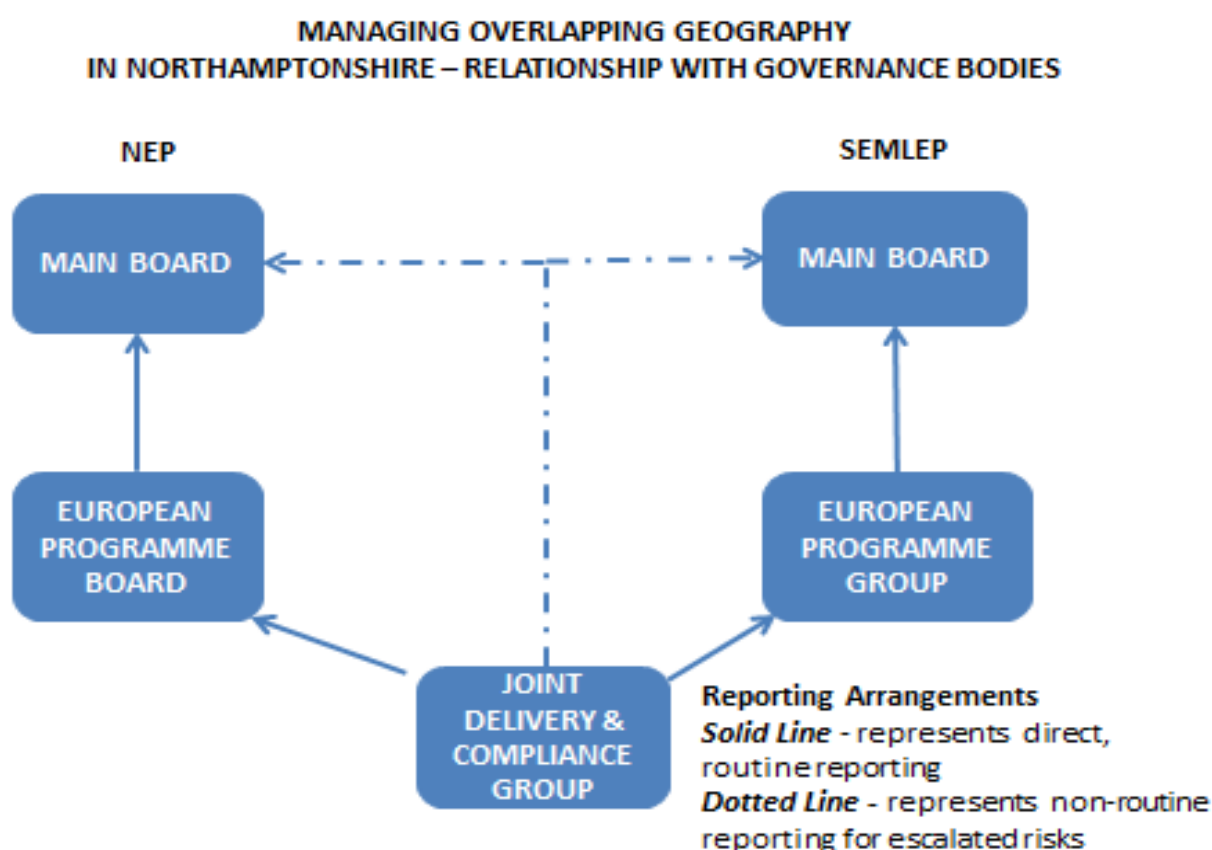 MANAGING OVERLAPPING GEOGRAPHY
IN NORTHAMPTONSHIRE – RELATIONSHIP WITH GOVERNANCE BODIES
NEP
SEMLEP
MAIN BOARD
MAIN BOARD
EUROPEAN
PROGRAMME
BOARD
EUROPEAN
PROGRAMME
GROUP
JOINT
DELIVERY &
COMPLIANCE
GROUP
Reporting Arrangements
Solid Line - represents direct,
routine reporting
Dotted Line - represents non-routine
reporting for escalated risks